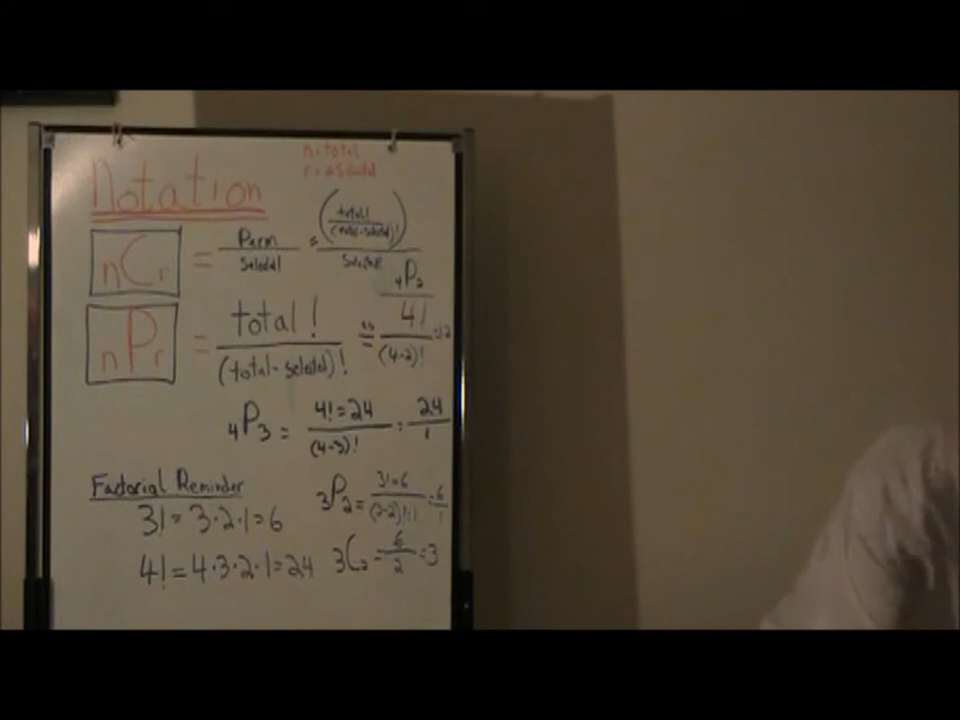 Notation
n=total
r=
nCr = Perm / Selected! = (total! / (total-selected)!) / Selected!
nPr = total! / (total-selected)!
4P2
4! / (4-2)! = 12
4P3 = 4!=24 / (4-3)! = 24 / 1
Factorial Reminder
3! = 3·2·1=6
4! = 4·3·2·1=24
3P2 = 3!=6 / (3-2)!=1 = 6 / 1
3C2 = 6 / 2 = 3